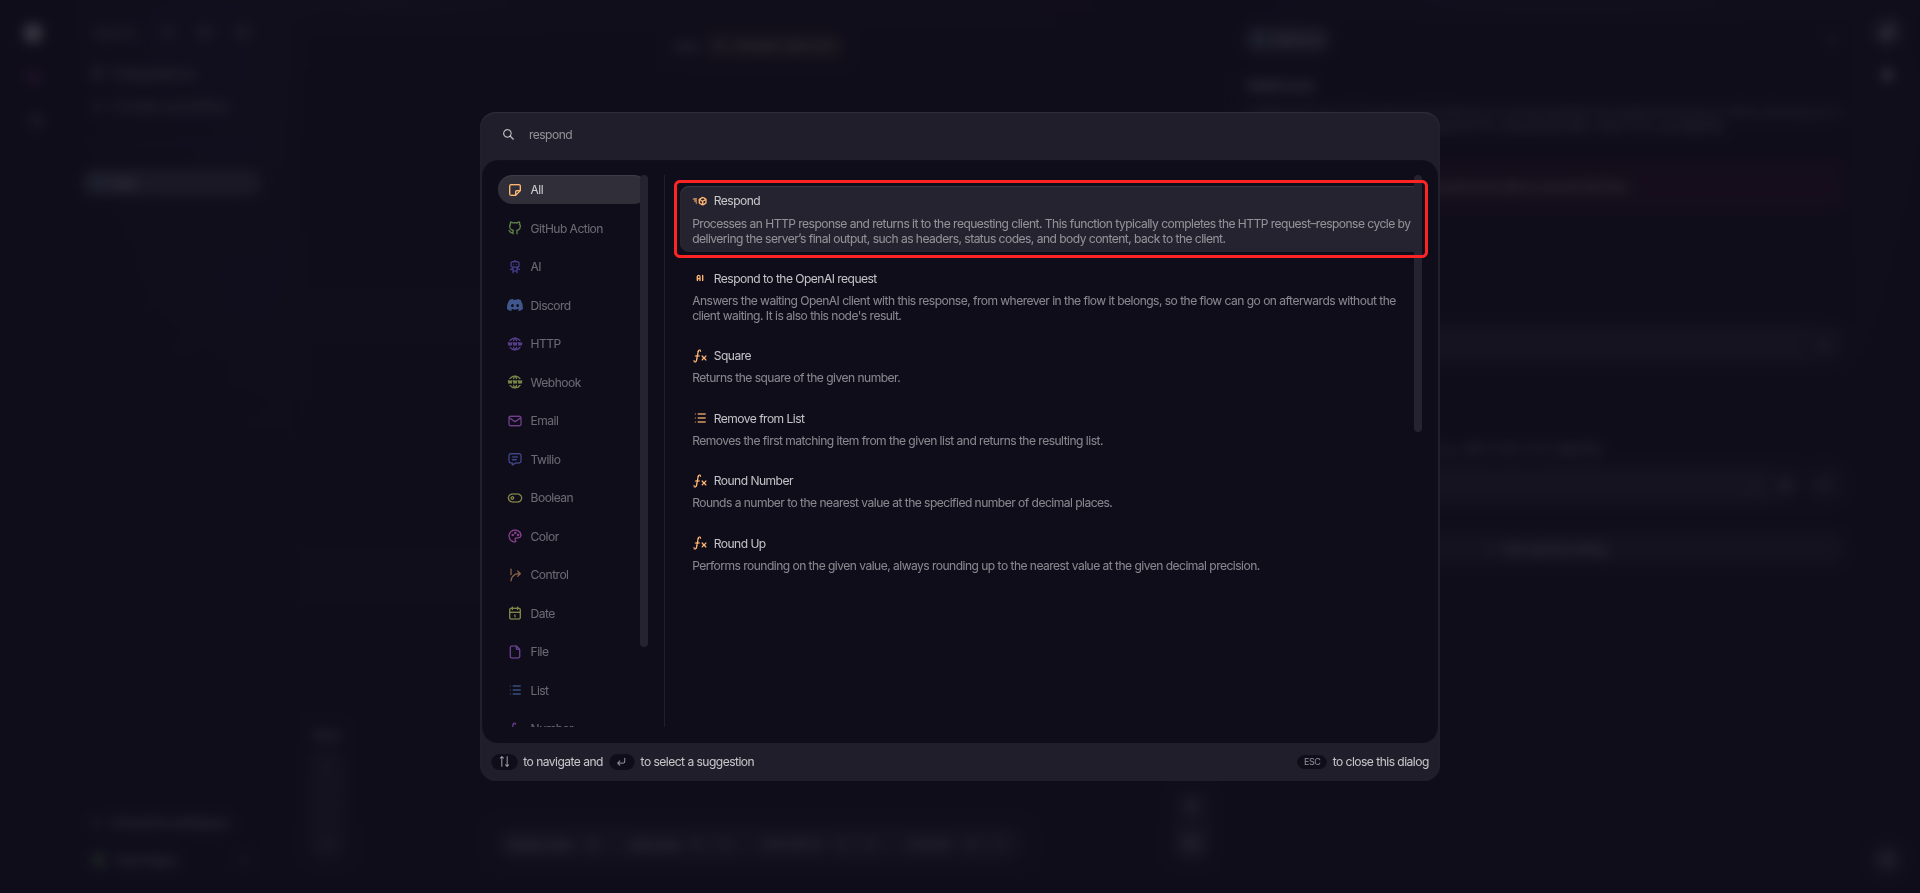 respond
All
GitHub Action
AI
Discord
HTTP
Webhook
Email
Twilio
Boolean
Color
Control
Date
File
List
Number
Respond
Processes an HTTP response and returns it to the requesting client. This function typically completes the HTTP request–response cycle by
delivering the server's final output, such as headers, status codes, and body content, back to the client.
AI Respond to the OpenAI request
Answers the waiting OpenAI client with this response, from wherever in the flow it belongs, so the flow can go on afterwards without the
client waiting. It is also this node's result.
Square
Returns the square of the given number.
Remove from List
Removes the first matching item from the given list and returns the resulting list.
Round Number
Rounds a number to the nearest value at the specified number of decimal places.
Round Up
Performs rounding on the given value, always rounding up to the nearest value at the given decimal precision.
to navigate and
to select a suggestion
ESC to close this dialog